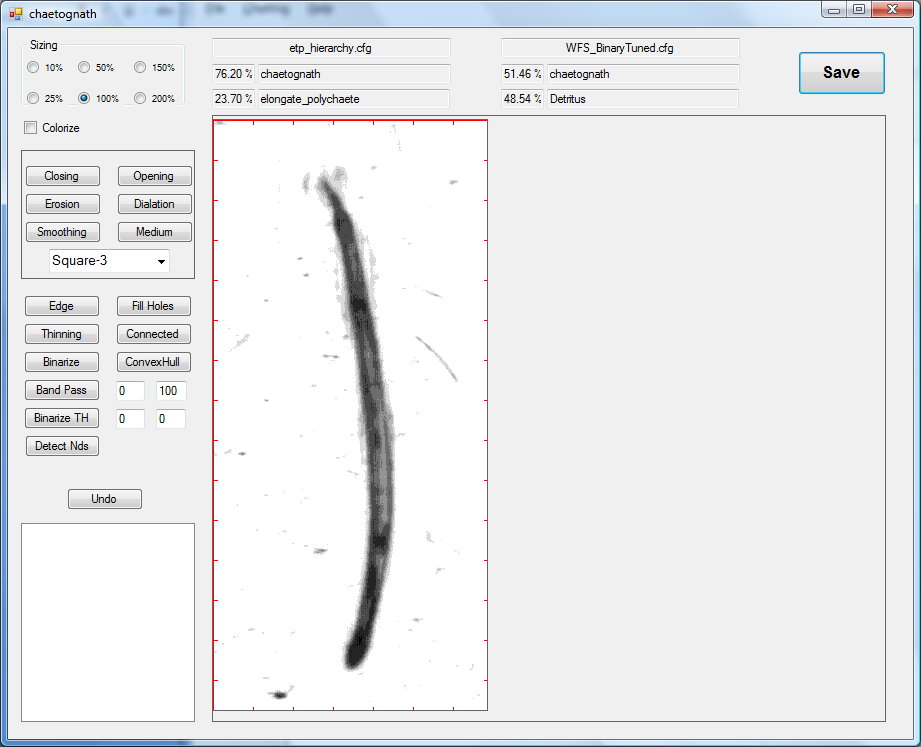 chaetognath
Sizing
10% 50% 150%
25% 100% 200%
Colorize
etp_hierarchy.cfg
76.20 % chaetognath
23.70 % elongate_polychaete
WFS_BinaryTuned.cfg
51.46 % chaetognath
48.54 % Detritus
Save
Closing Opening
Erosion Dialation
Smoothing Medium
Square-3
Edge Fill Holes
Thinning Connected
Binarize ConvexHull
Band Pass 0 100
Binarize TH 0 0
Detect Nds
Undo